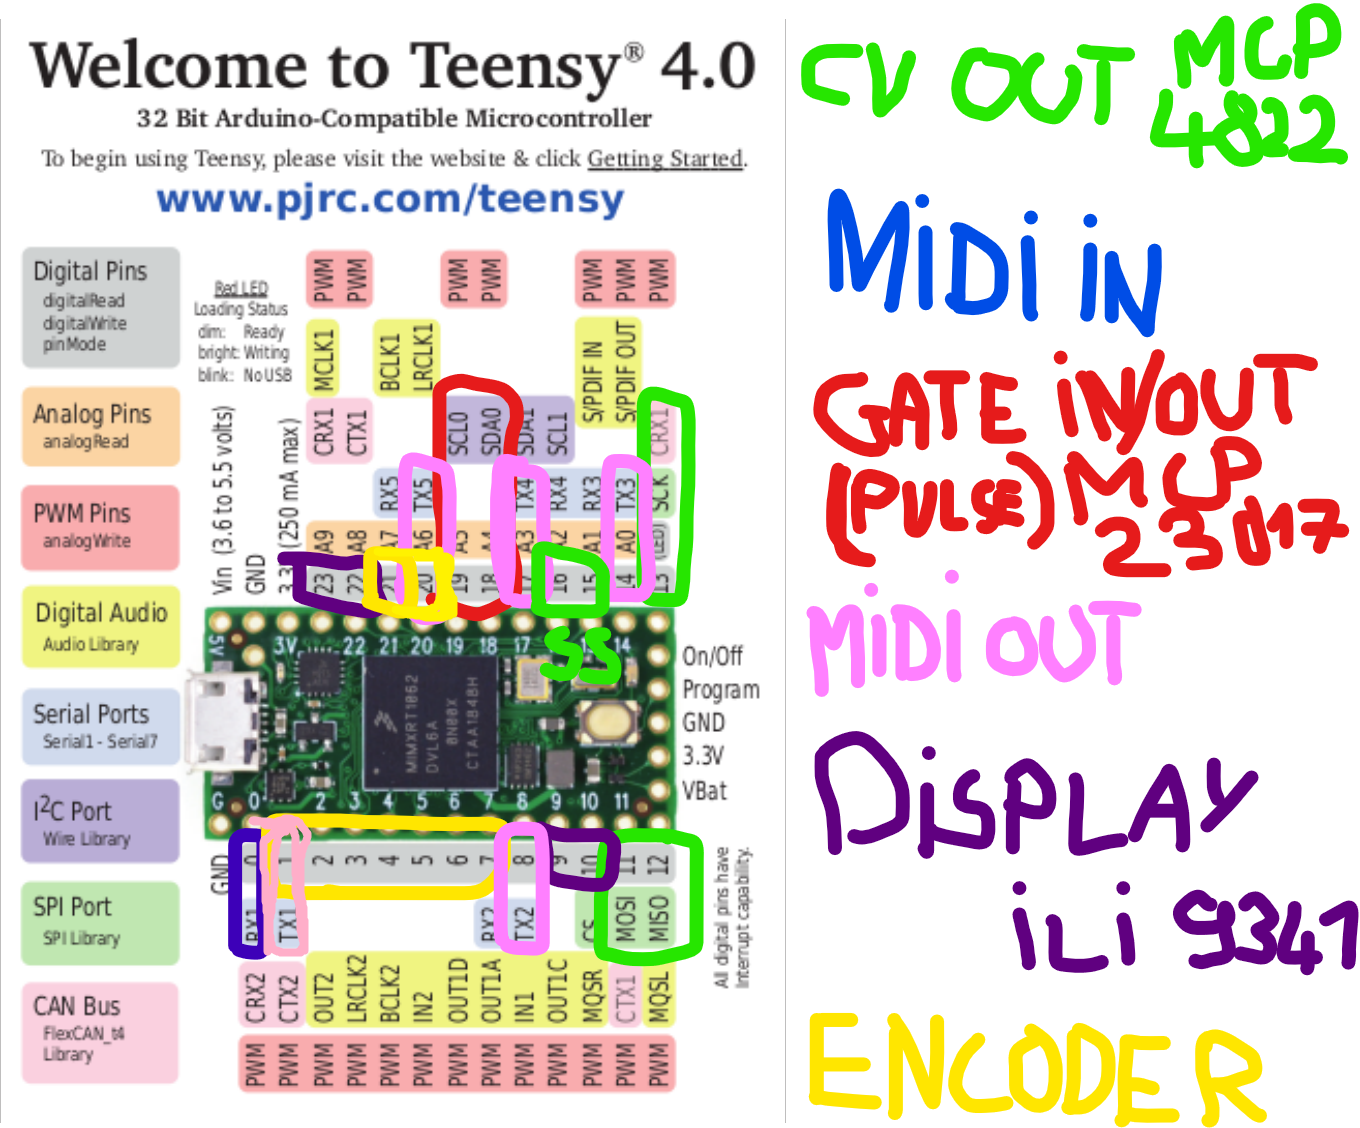 Welcome to Teensy® 4.0
32 Bit Arduino-Compatible Microcontroller
To begin using Teensy, please visit the website & click Getting Started.
www.pjrc.com/teensy
Digital Pins
digitalRead
digitalWrite
pinMode
Analog Pins
analogRead
PWM Pins
analogWrite
Digital Audio
Audio Library
Serial Ports
Serial1 - Serial7
I²C Port
Wire Library
SPI Port
SPI Library
CAN Bus
FlexCAN_t4
Library
Red LED
Loading Status
dim: Ready
bright: Writing
blink: No USB
PWM PWM PWM PWM PWM PWM PWM
MCLK1 BCLK1 LRCLK1 S/PDIF IN S/PDIF OUT
CRX1 CTX1 SCL0 SDA0 SDA1 SCL1 CRX1
RX5 TX5 TX4 RX4 RX3 TX3 SCK
Vin (3.6 to 5.5 volts)
GND
(250 mA max)
A9 A8 A7 A6 A5 A4 A3 A2 A1 A0 (LED)
23 22 21 20 19 18 17 16 15 14 13
5V 3V 22 21 20 19 18 17 14
SS
MIMXRT1062
DVL6A
0N00X
CTAA1848H
On/Off
Program
GND
3.3V
VBat
G 0 2 3 4 5 6 7 8 9 10 11
GND 0 1 2 3 4 5 6 7 8 9 10 11 12
RX1 TX1 RX2 TX2 CS MOSI MISO
CRX2 CTX2 OUT2 LRCLK2 BCLK2 IN2 OUT1D OUT1A IN1 OUT1C MQSR CTX1 MQSL
PWM PWM PWM PWM PWM PWM PWM PWM PWM PWM PWM PWM PWM
All digital pins have
Interrupt capability.
CV OUT MCP
4822
MiDi iN
GATE iN/OUT
(PULSE) MCP
23017
MiDi OUT
DiSPLAY
iLi 9341
ENCODER